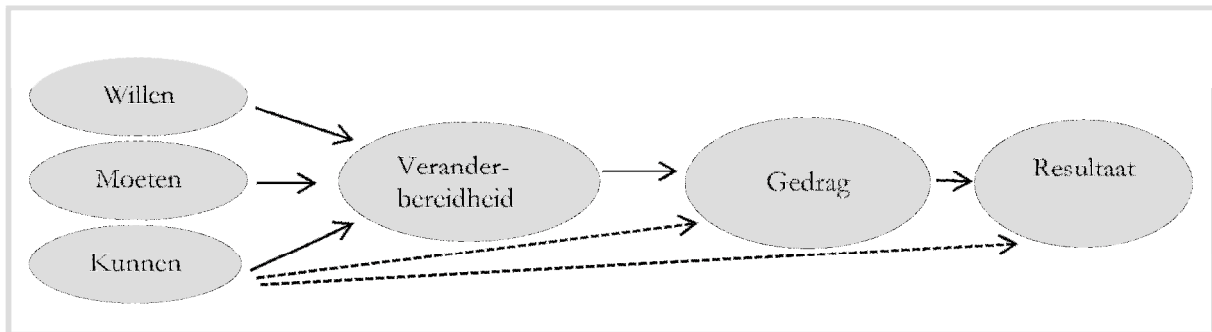 Willen
Moeten
Kunnen
Verander-
bereidheid
Gedrag
Resultaat